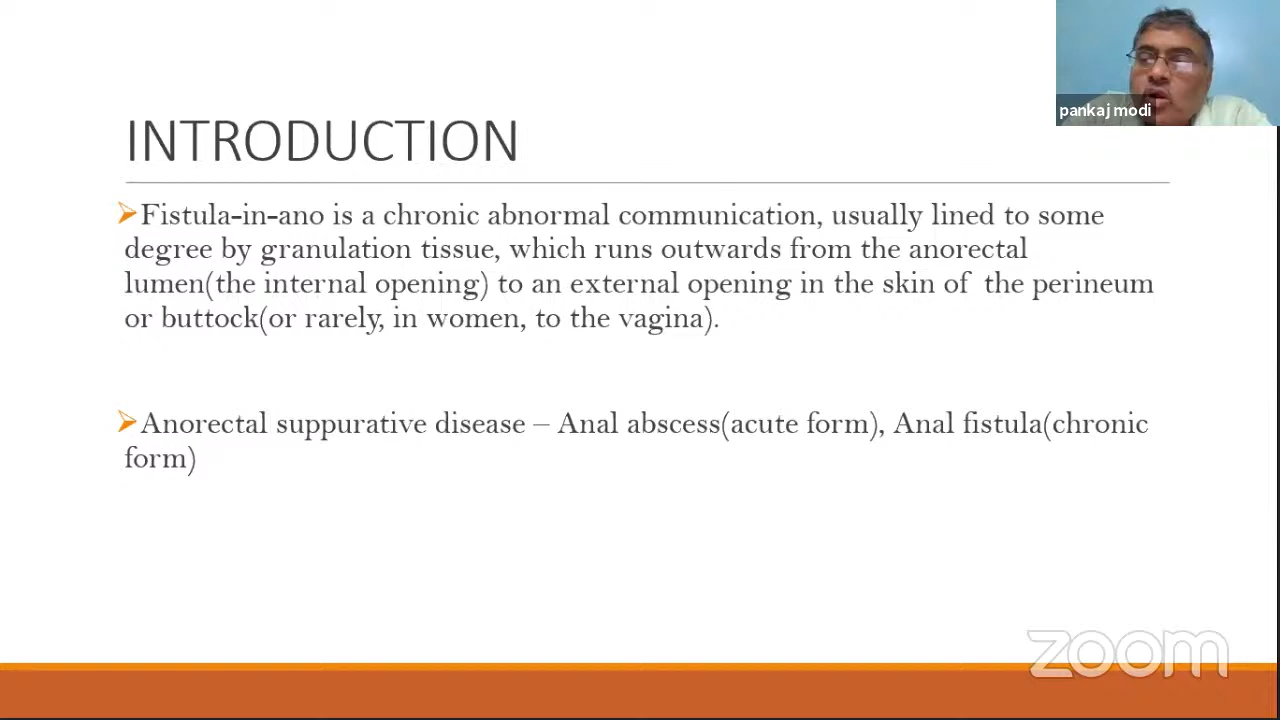 pankaj modi
INTRODUCTION
Fistula-in-ano is a chronic abnormal communication, usually lined to some
degree by granulation tissue, which runs outwards from the anorectal
lumen(the internal opening) to an external opening in the skin of  the perineum
or buttock(or rarely, in women, to the vagina).
Anorectal suppurative disease – Anal abscess(acute form), Anal fistula(chronic
form)
zoom